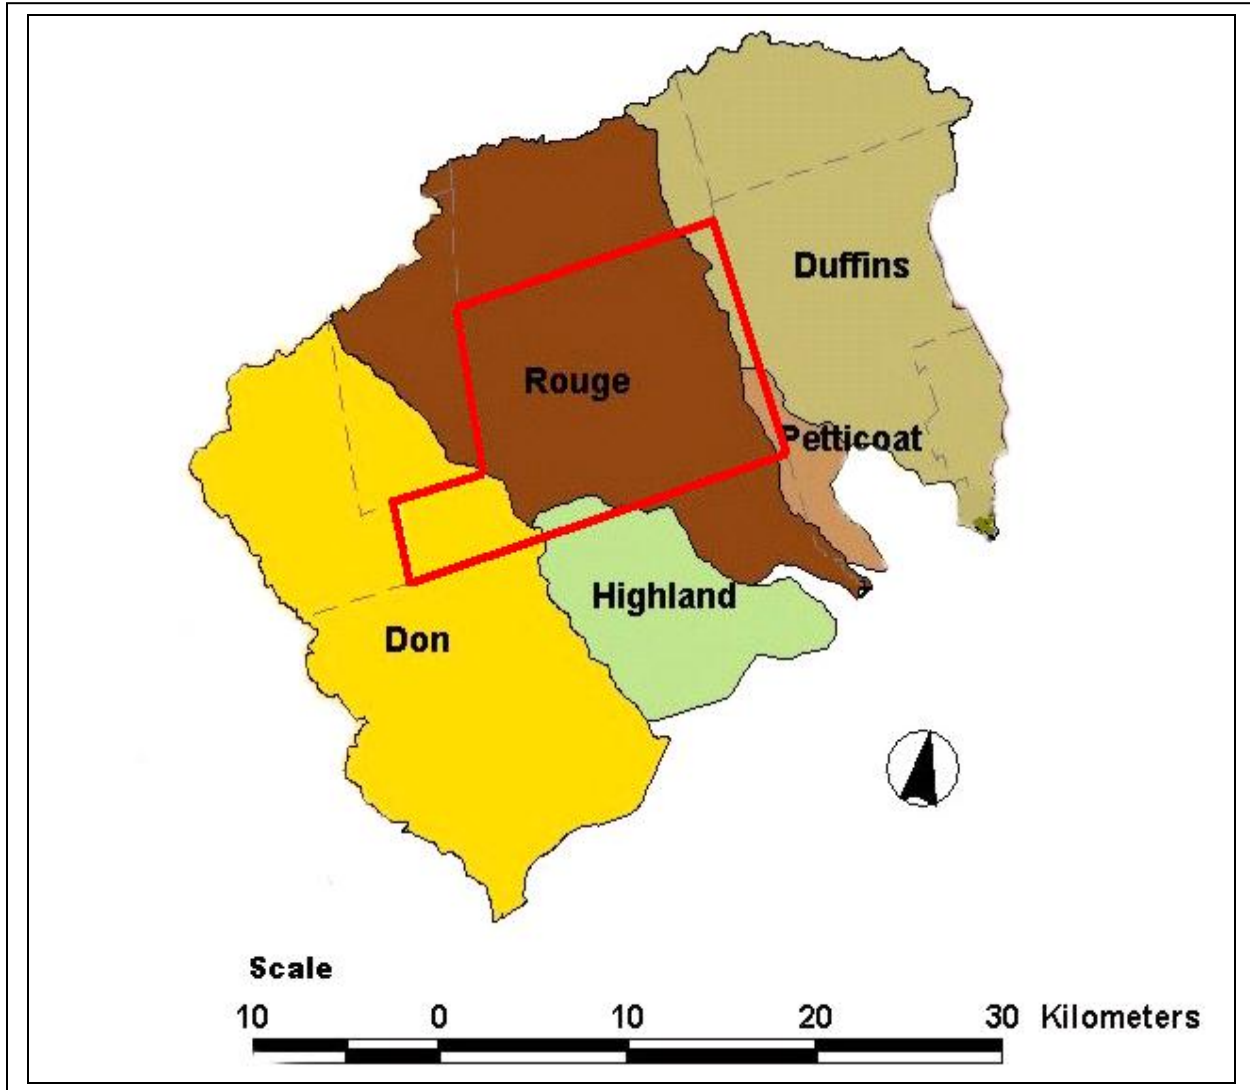 Duffins
Rouge
Petticoat
Highland
Don
Scale
10 0 10 20 30 Kilometers